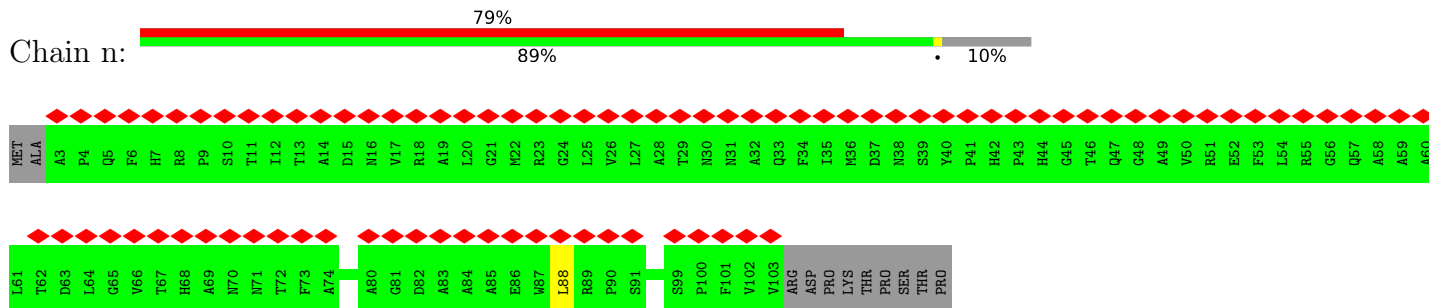 79%
Chain n:
89%
•
10%
MET ALA A3 P4 Q5 F6 H7 R8 P9 S10 T11 I12 T13 A14 D15 N16 V17 R18 A19 L20 G21 M22 R23 G24 L25 V26 L27 A28 T29 N30 N31 A32 Q33 F34 I35 M36 D37 N38 S39 Y40 P41 H42 P43 H44 G45 T46 Q47 G48 A49 V50 R51 E52 F53 L54 R55 G56 Q57 A58 A59 A60
L61 T62 D63 L64 G65 V66 T67 H68 A69 N70 N71 T72 F73 A74 A80 G81 D82 A83 A84 A85 E86 W87 L88 R89 P90 S91 S99 P100 F101 V102 V103 ARG ASP PRO LYS THR PRO SER THR PRO